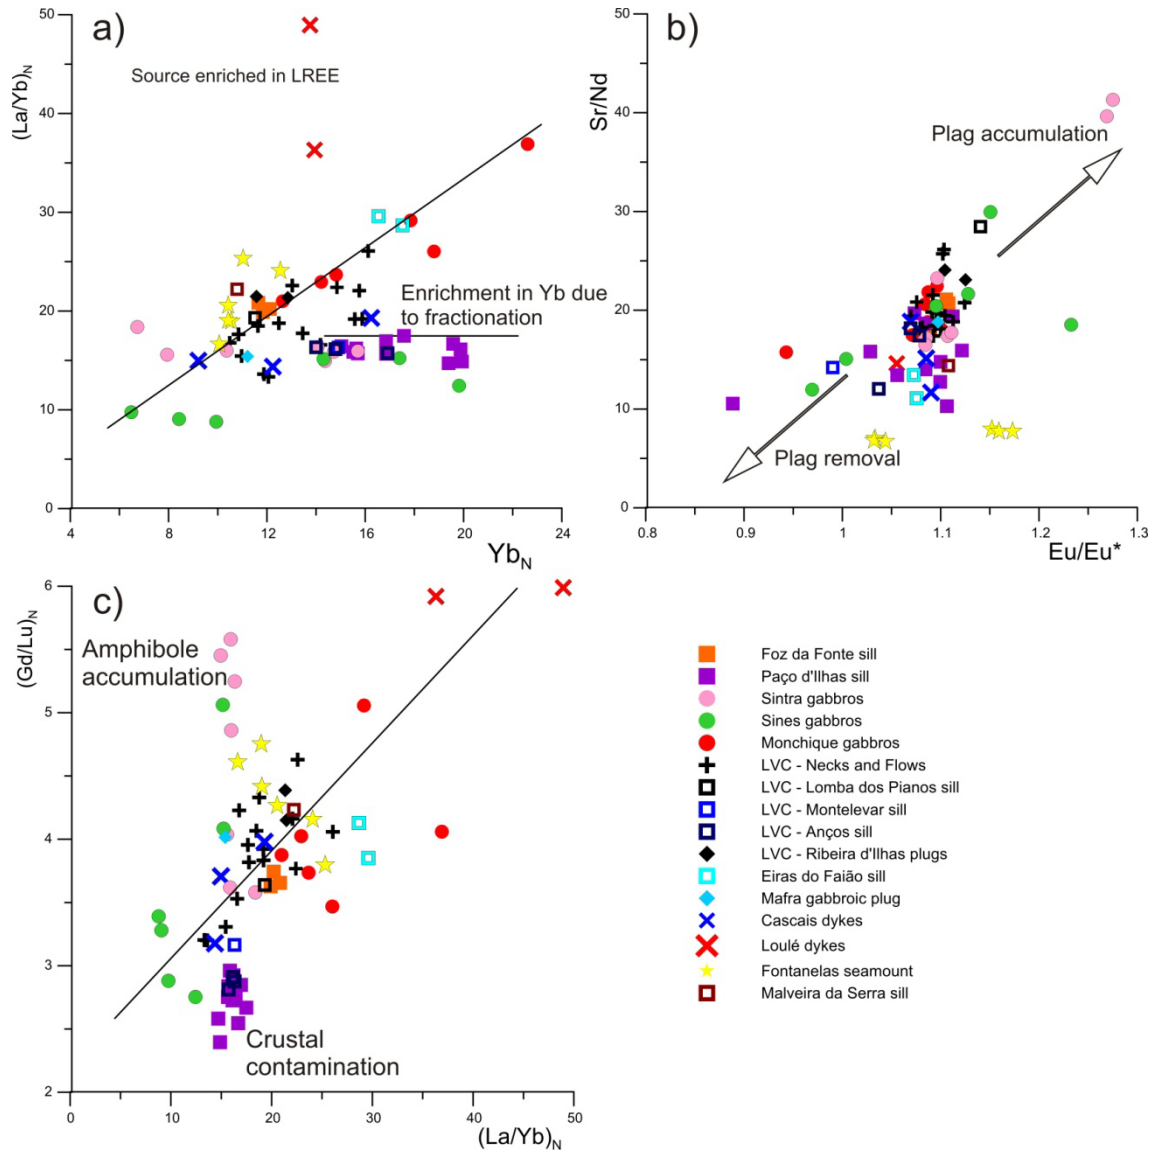 a)
(La/Yb)N
50
40
30
20
10
0
Source enriched in LREE
Enrichment in Yb due
to fractionation
4
8
12
16
20
24
YbN
b)
Sr/Nd
50
40
30
20
10
0
Plag accumulation
Plag removal
0.8
0.9
1
1.1
1.2
1.3
Eu/Eu*
c)
(Gd/Lu)N
6
5
4
3
2
Amphibole
accumulation
Crustal
contamination
0
10
20
30
40
50
(La/Yb)N
Foz da Fonte sill
Paço d'Ilhas sill
Sintra gabbros
Sines gabbros
Monchique gabbros
LVC - Necks and Flows
LVC - Lomba dos Pianos sill
LVC - Montelevar sill
LVC - Anços sill
LVC - Ribeira d'Ilhas plugs
Eiras do Faião sill
Mafra gabbroic plug
Cascais dykes
Loulé dykes
Fontanelas seamount
Malveira da Serra sill